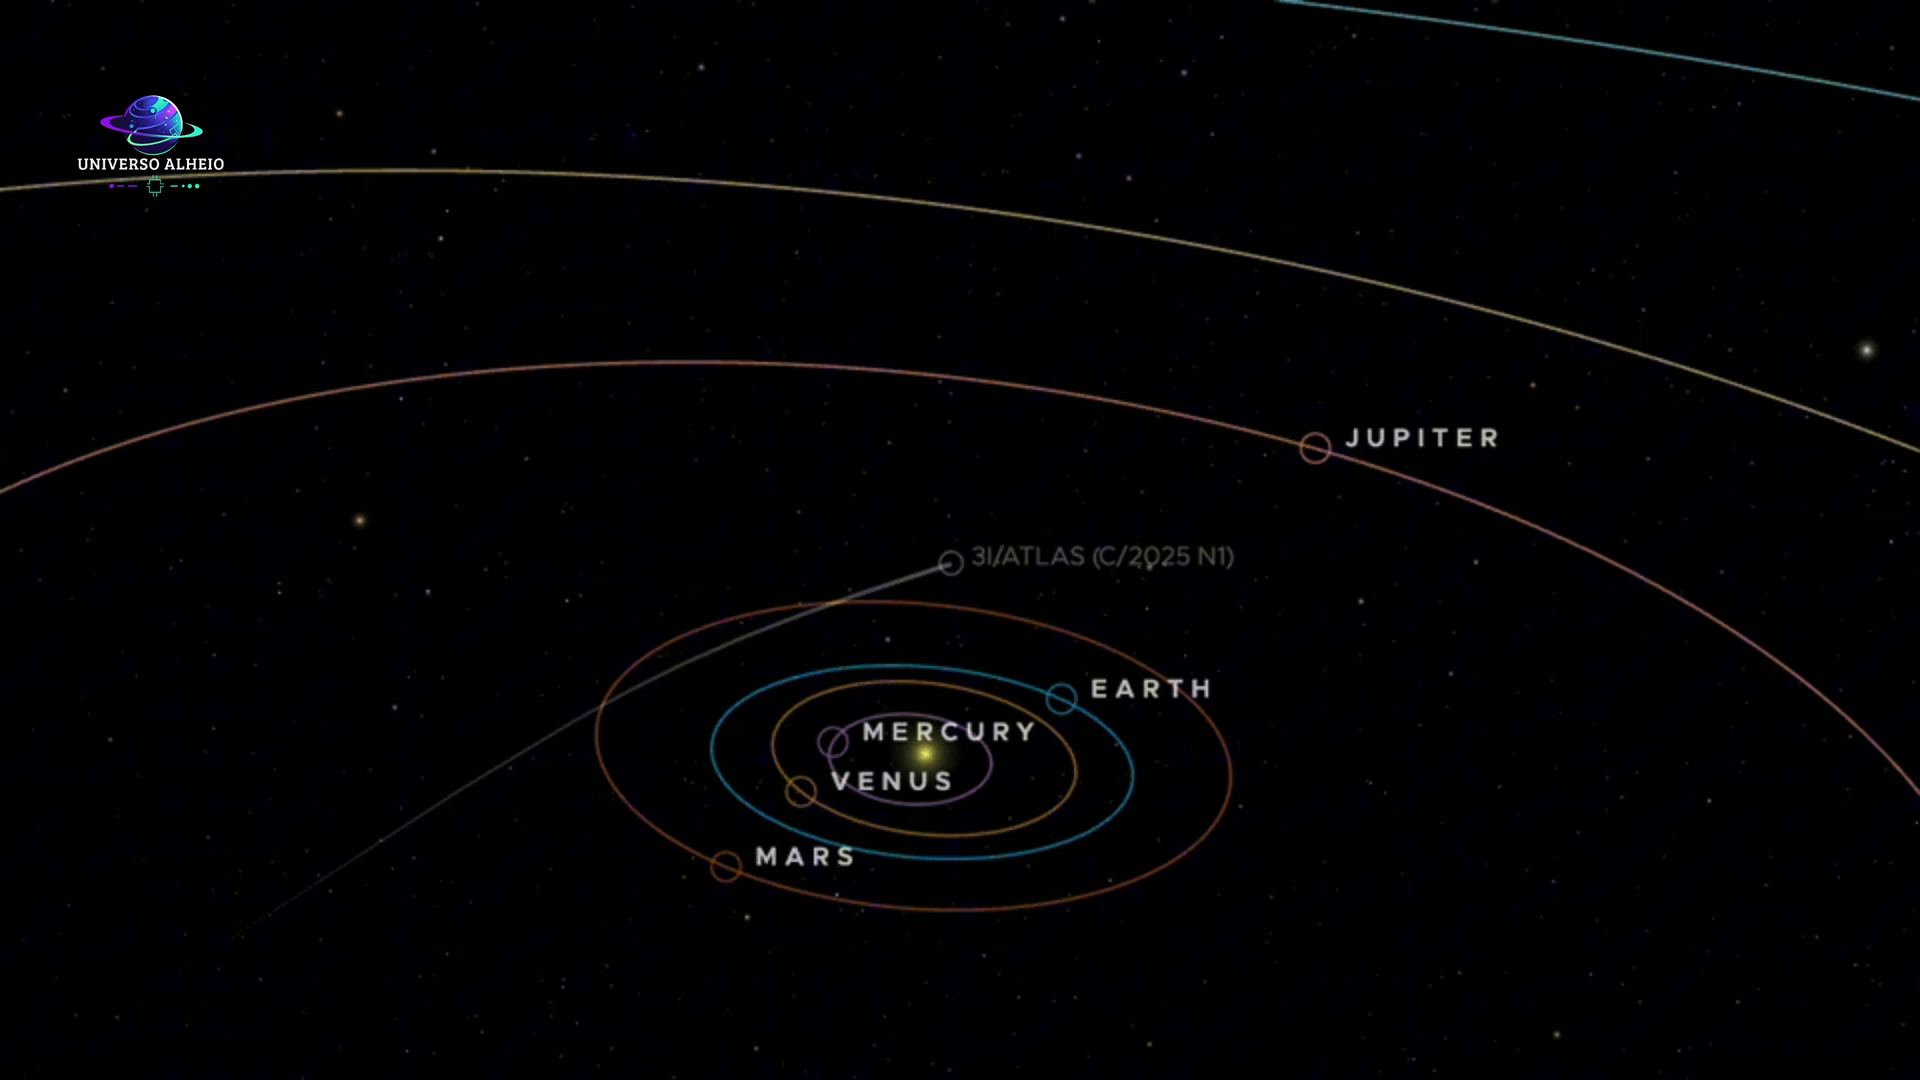 UNIVERSO ALHEIO
JUPITER
3I/ATLAS (C/2025 N1)
EARTH
MERCURY
VENUS
MARS